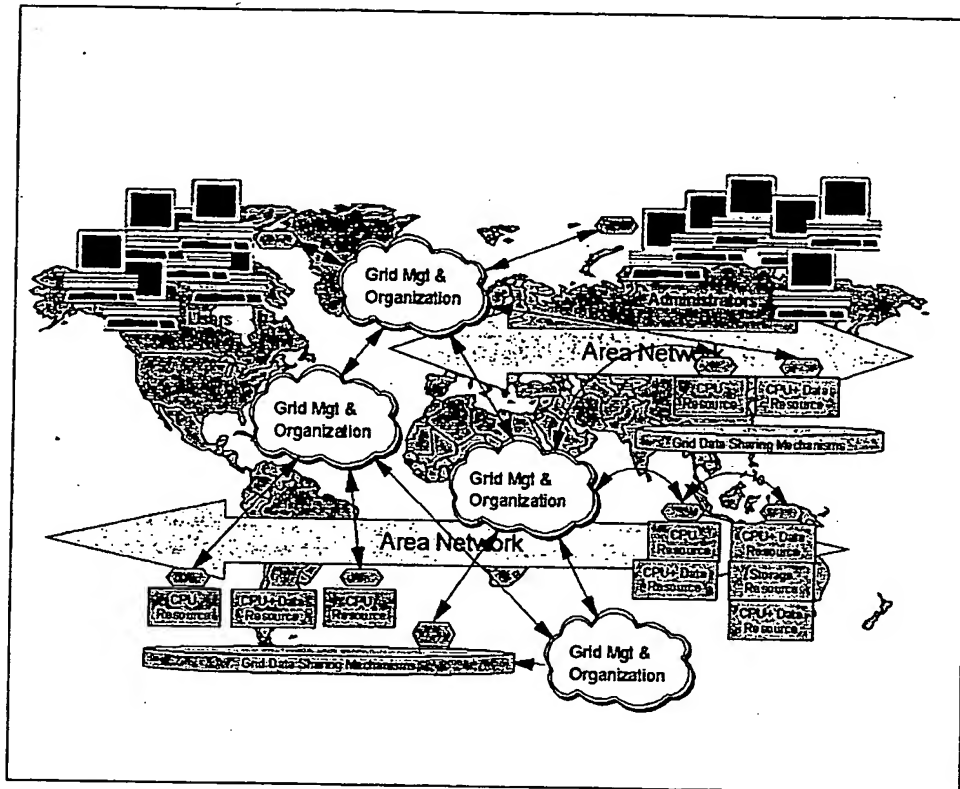 Grid Mgt &
Organization
Users
Administrators
Area Network
CPU
Resource
CPU+ Data
Resource
Grid Mgt &
Organization
Grid Data Sharing Mechanisms
Grid Mgt &
Organization
Area Network
CPU
Resource
CPU+ Data
Resource
CPU+ Data
Resource
Storage
Resource
CPU+ Data
Resource
CPU
Resource
CPU+ Data
Resource
CPU
Resource
Grid Mgt &
Organization
Grid Data Sharing Mechanisms